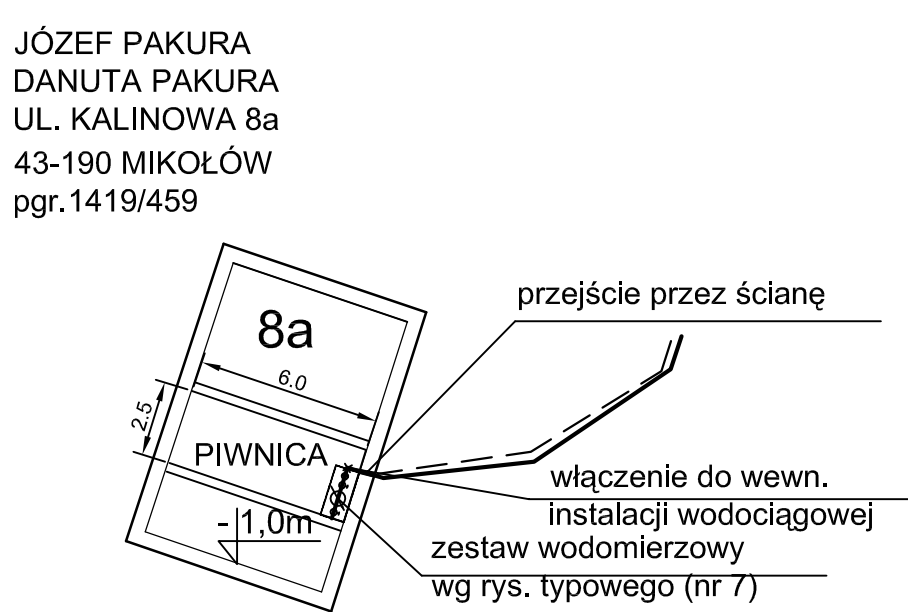 JÓZEF PAKURA
DANUTA PAKURA
UL. KALINOWA 8a
43-190 MIKOŁÓW
pgr.1419/459
przejście przez ścianę
8a
6.0
2.5
PIWNICA
włączenie do wewn.
instalacji wodociągowej
- 1,0m
zestaw wodomierzowy
wg rys. typowego (nr 7)